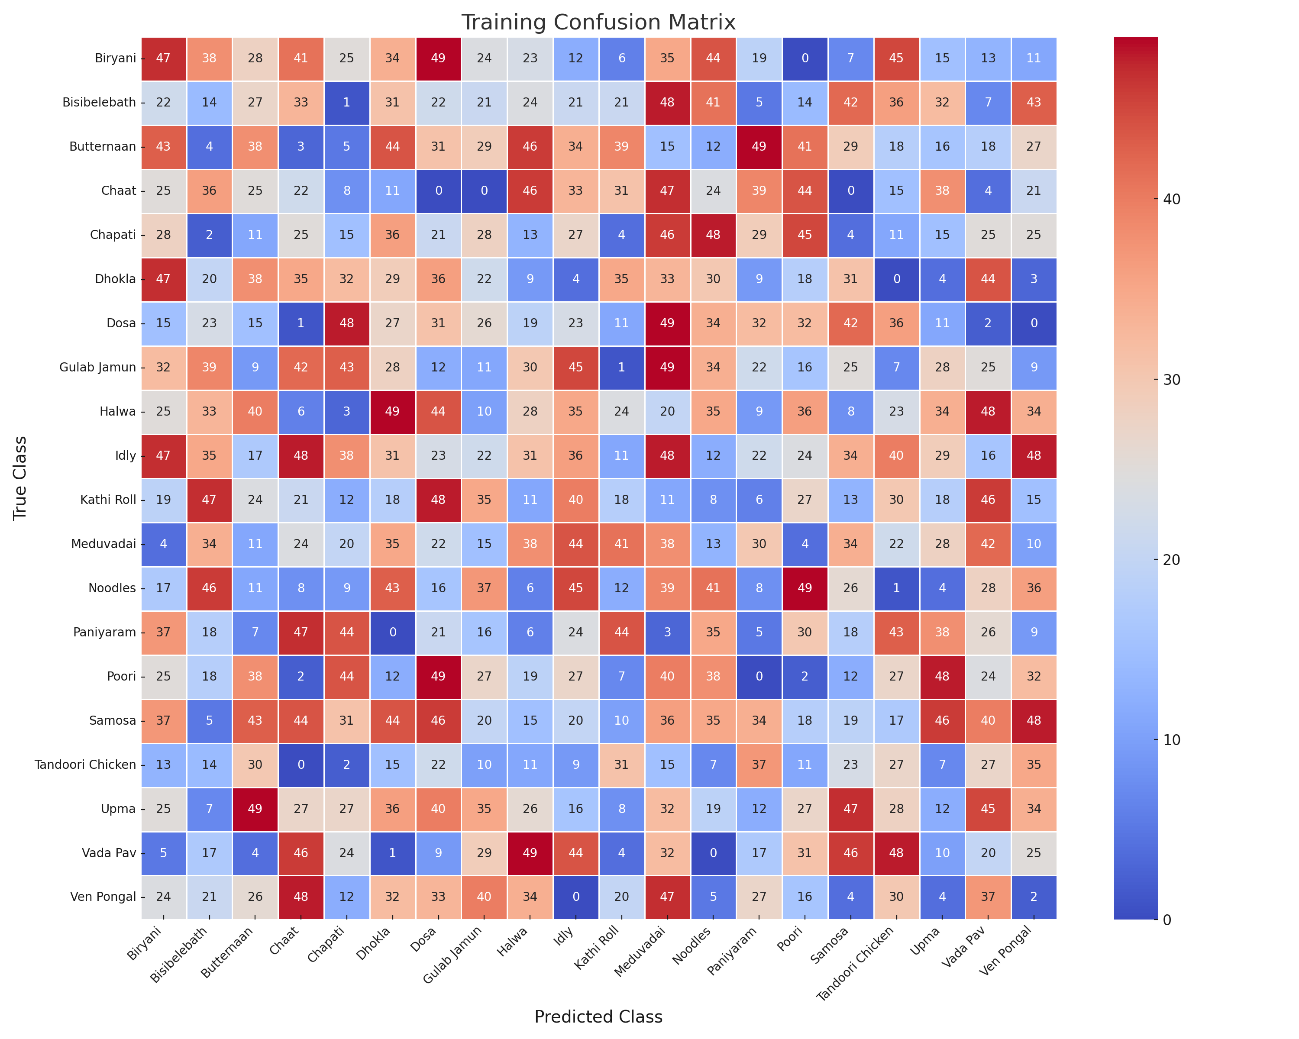 Training Confusion Matrix
True Class
Biryani 47 38 28 41 25 34 49 24 23 12 6 35 44 19 0 7 45 15 13 11
Bisibelebath 22 14 27 33 1 31 22 21 24 21 21 48 41 5 14 42 36 32 7 43
Butternaan 43 4 38 3 5 44 31 29 46 34 39 15 12 49 41 29 18 16 18 27
Chaat 25 36 25 22 8 11 0 0 46 33 31 47 24 39 44 0 15 38 4 21
Chapati 28 2 11 25 15 36 21 28 13 27 4 46 48 29 45 4 11 15 25 25
Dhokla 47 20 38 35 32 29 36 22 9 4 35 33 30 9 18 31 0 4 44 3
Dosa 15 23 15 1 48 27 31 26 19 23 11 49 34 32 32 42 36 11 2 0
Gulab Jamun 32 39 9 42 43 28 12 11 30 45 1 49 34 22 16 25 7 28 25 9
Halwa 25 33 40 6 3 49 44 10 28 35 24 20 35 9 36 8 23 34 48 34
Idly 47 35 17 48 38 31 23 22 31 36 11 48 12 22 24 34 40 29 16 48
Kathi Roll 19 47 24 21 12 18 48 35 11 40 18 11 8 6 27 13 30 18 46 15
Meduvadai 4 34 11 24 20 35 22 15 38 44 41 38 13 30 4 34 22 28 42 10
Noodles 17 46 11 8 9 43 16 37 6 45 12 39 41 8 49 26 1 4 28 36
Paniyaram 37 18 7 47 44 0 21 16 6 24 44 3 35 5 30 18 43 38 26 9
Poori 25 18 38 2 44 12 49 27 19 27 7 40 38 0 2 12 27 48 24 32
Samosa 37 5 43 44 31 44 46 20 15 20 10 36 35 34 18 19 17 46 40 48
Tandoori Chicken 13 14 30 0 2 15 22 10 11 9 31 15 7 37 11 23 27 7 27 35
Upma 25 7 49 27 27 36 40 35 26 16 8 32 19 12 27 47 28 12 45 34
Vada Pav 5 17 4 46 24 1 9 29 49 44 4 32 0 17 31 46 48 10 20 25
Ven Pongal 24 21 26 48 12 32 33 40 34 0 20 47 5 27 16 4 30 4 37 2
Biryani Bisibelebath Butternaan Chaat Chapati Dhokla Dosa Gulab Jamun Halwa Idly Kathi Roll Meduvadai Noodles Paniyaram Poori Samosa Tandoori Chicken Upma Vada Pav Ven Pongal
Predicted Class
40
30
20
10
0